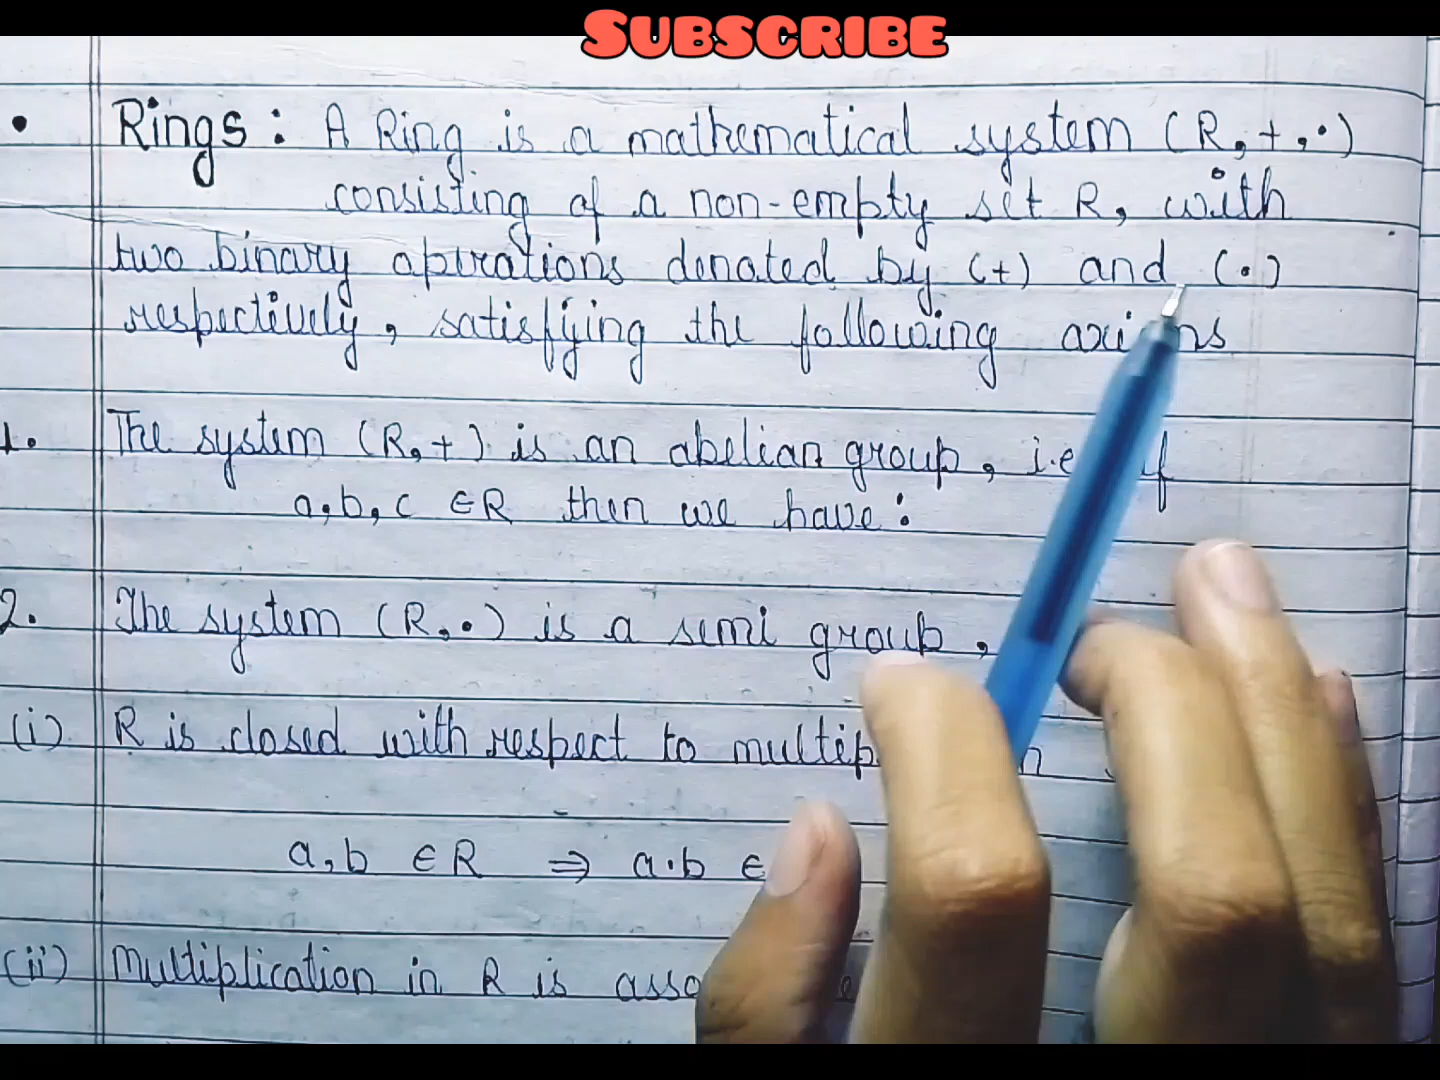 SUBSCRIBE
• Rings : A Ring is a mathematical system (R, +, •)
consisting of a non-empty set R, with
two binary operations denoted by (+) and (•)
respectively, satisfying the following
1. The system (R, +) is an abelian group, i.e. if
a, b, c ∈ R then we have :
2. The system (R, •) is a semi group,
(i) R is closed with respect to
a, b ∈ R ⇒ a·b ∈
(ii) multiplication in R is